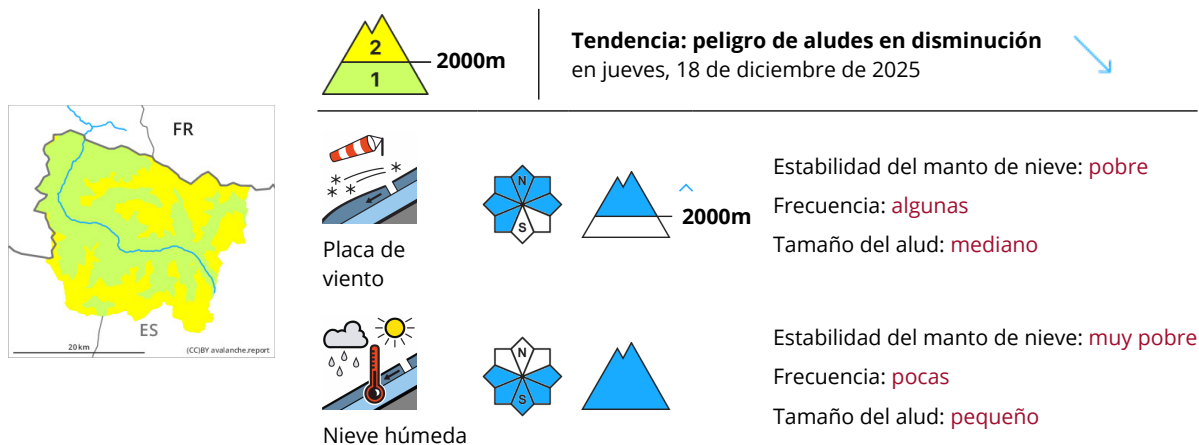 2
2000m
1
Tendencia: peligro de aludes en disminución
en jueves, 18 de diciembre de 2025
FR
ES
20 km
(CC)BY avalanche.report
Placa de
viento
N
S
2000m
Estabilidad del manto de nieve: pobre
Frecuencia: algunas
Tamaño del alud: mediano
Nieve húmeda
N
S
Estabilidad del manto de nieve: muy pobre
Frecuencia: pocas
Tamaño del alud: pequeño